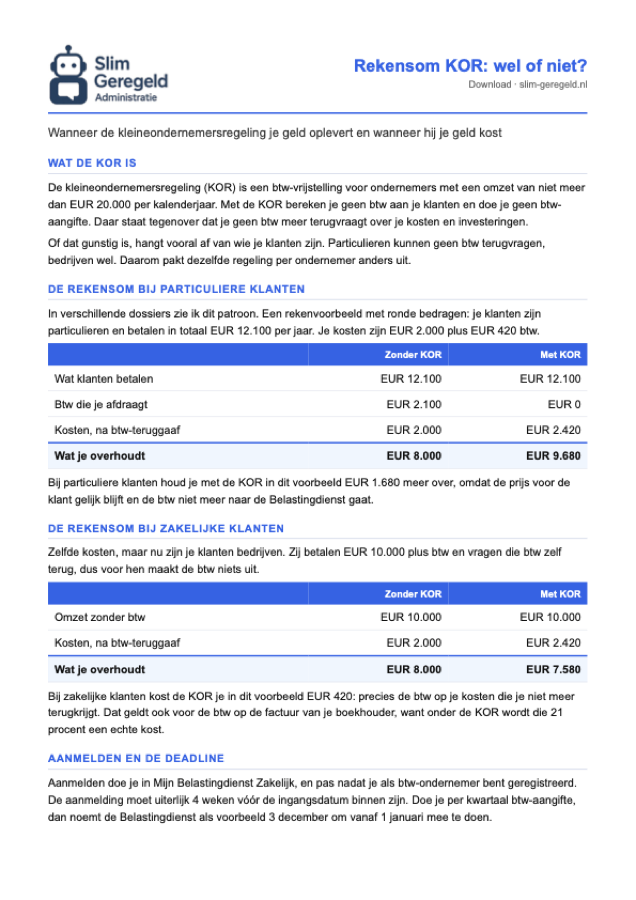 Slim
Geregeld
Administratie
Rekensom KOR: wel of niet?
Download · slim-geregeld.nl
Wanneer de kleineondernemersregeling je geld oplevert en wanneer hij je geld kost
WAT DE KOR IS
De kleineondernemersregeling (KOR) is een btw-vrijstelling voor ondernemers met een omzet van niet meer
dan EUR 20.000 per kalenderjaar. Met de KOR bereken je geen btw aan je klanten en doe je geen btw-
aangifte. Daar staat tegenover dat je geen btw meer terugvraagt over je kosten en investeringen.
Of dat gunstig is, hangt vooral af van wie je klanten zijn. Particulieren kunnen geen btw terugvragen,
bedrijven wel. Daarom pakt dezelfde regeling per ondernemer anders uit.
DE REKENSOM BIJ PARTICULIERE KLANTEN
In verschillende dossiers zie ik dit patroon. Een rekenvoorbeeld met ronde bedragen: je klanten zijn
particulieren en betalen in totaal EUR 12.100 per jaar. Je kosten zijn EUR 2.000 plus EUR 420 btw.
Zonder KOR Met KOR
Wat klanten betalen EUR 12.100 EUR 12.100
Btw die je afdraagt EUR 2.100 EUR 0
Kosten, na btw-teruggaaf EUR 2.000 EUR 2.420
Wat je overhoudt EUR 8.000 EUR 9.680
Bij particuliere klanten houd je met de KOR in dit voorbeeld EUR 1.680 meer over, omdat de prijs voor de
klant gelijk blijft en de btw niet meer naar de Belastingdienst gaat.
DE REKENSOM BIJ ZAKELIJKE KLANTEN
Zelfde kosten, maar nu zijn je klanten bedrijven. Zij betalen EUR 10.000 plus btw en vragen die btw zelf
terug, dus voor hen maakt de btw niets uit.
Zonder KOR Met KOR
Omzet zonder btw EUR 10.000 EUR 10.000
Kosten, na btw-teruggaaf EUR 2.000 EUR 2.420
Wat je overhoudt EUR 8.000 EUR 7.580
Bij zakelijke klanten kost de KOR je in dit voorbeeld EUR 420: precies de btw op je kosten die je niet meer
terugkrijgt. Dat geldt ook voor de btw op de factuur van je boekhouder, want onder de KOR wordt die 21
procent een echte kost.
AANMELDEN EN DE DEADLINE
Aanmelden doe je in Mijn Belastingdienst Zakelijk, en pas nadat je als btw-ondernemer bent geregistreerd.
De aanmelding moet uiterlijk 4 weken vóór de ingangsdatum binnen zijn. Doe je per kwartaal btw-aangifte,
dan noemt de Belastingdienst als voorbeeld 3 december om vanaf 1 januari mee te doen.